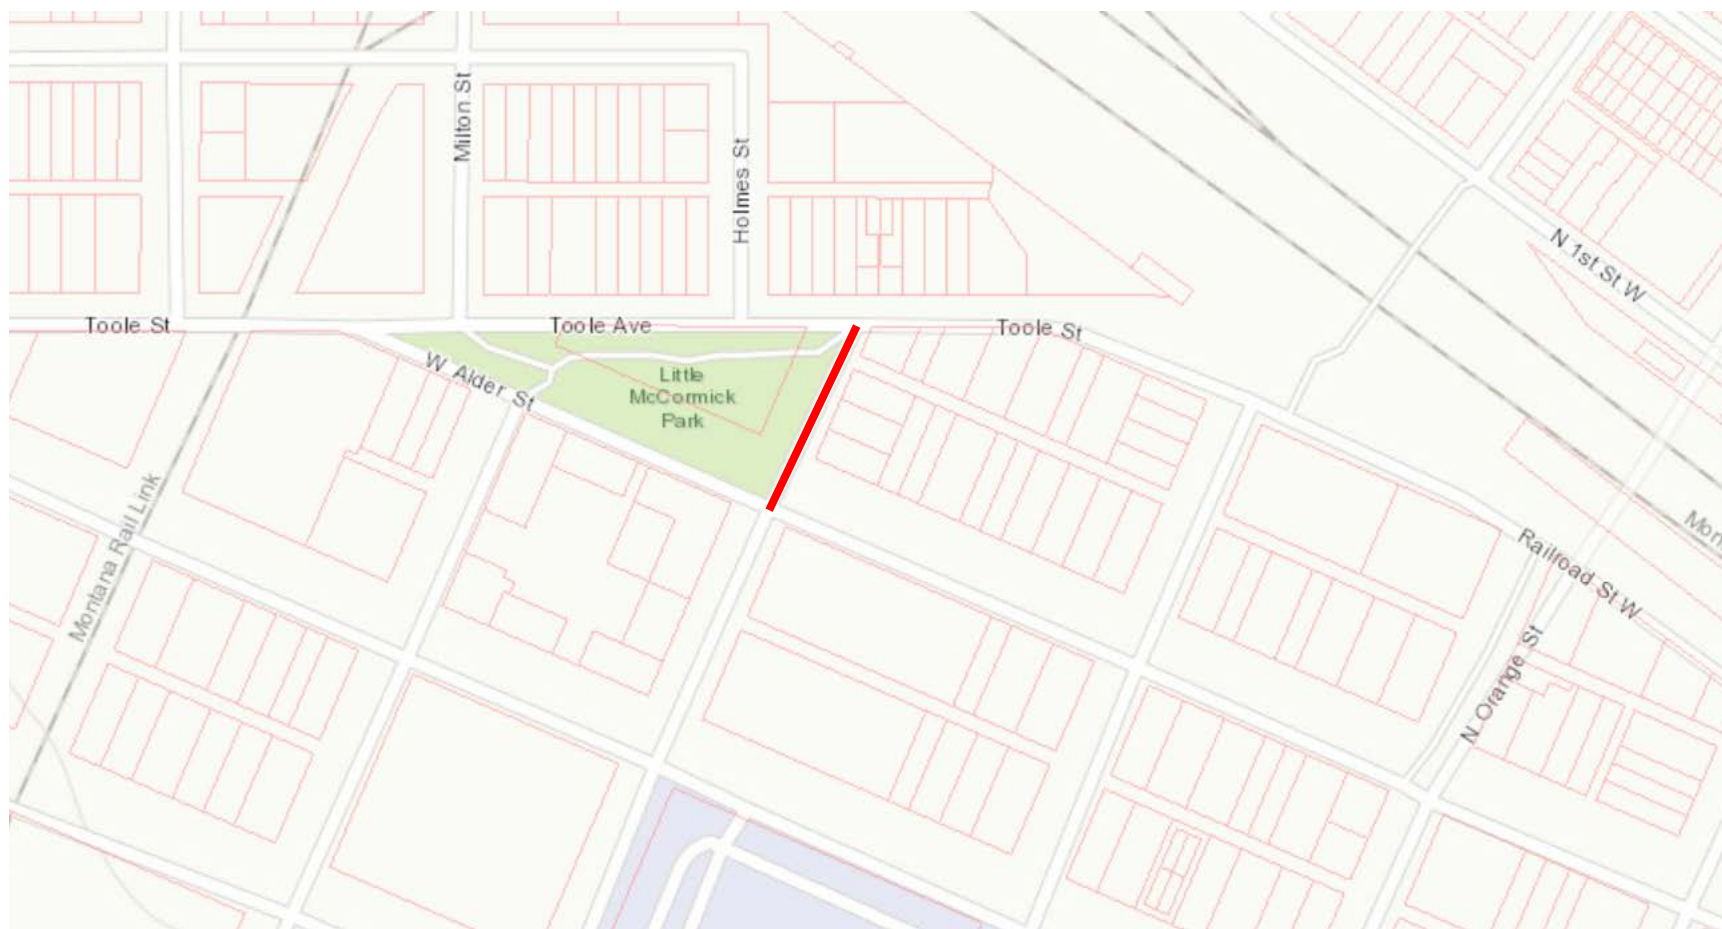 Milton St
Holmes St
N 1st St W
Toole St
Toole Ave
Toole St
W Alder St
Little
McCormick
Park
Montana Rail Link
Mon
Railroad St W
N Orange St